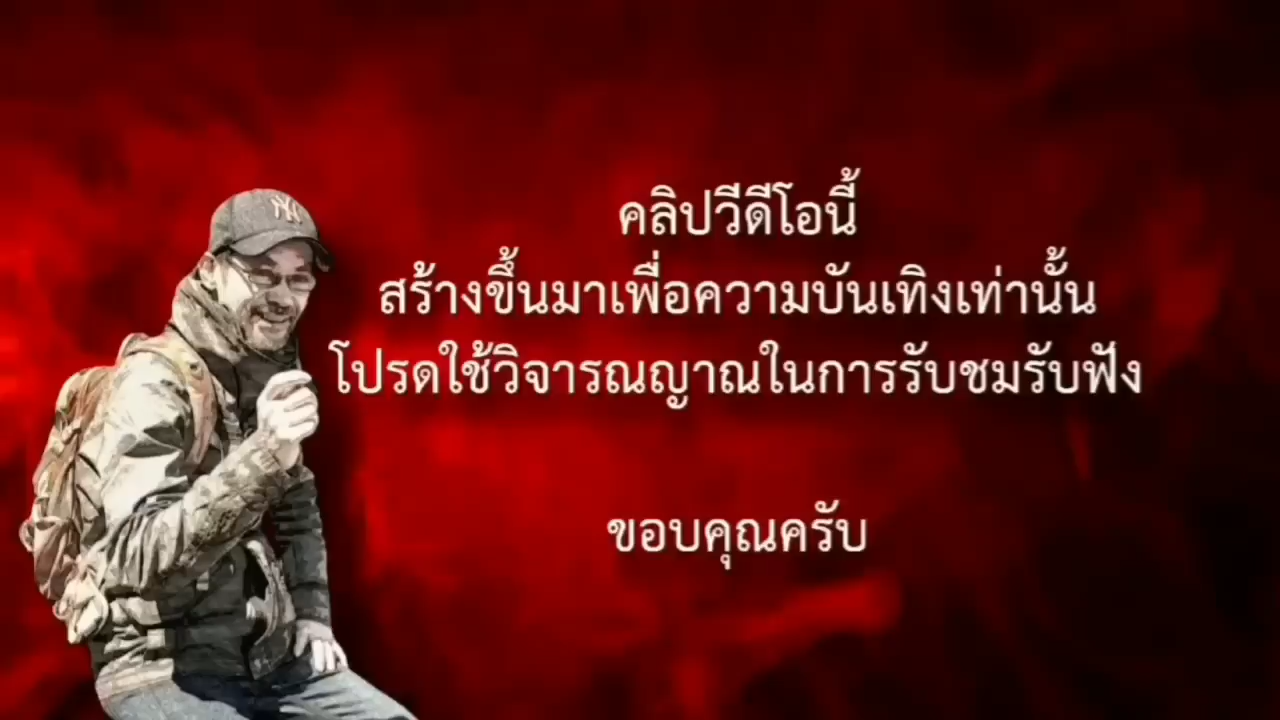 NY
คลิปวีดีโอนี้
สร้างขึ้นมาเพื่อความบันเทิงเท่านั้น
โปรดใช้วิจารณญาณในการรับชมรับฟัง
ขอบคุณครับ